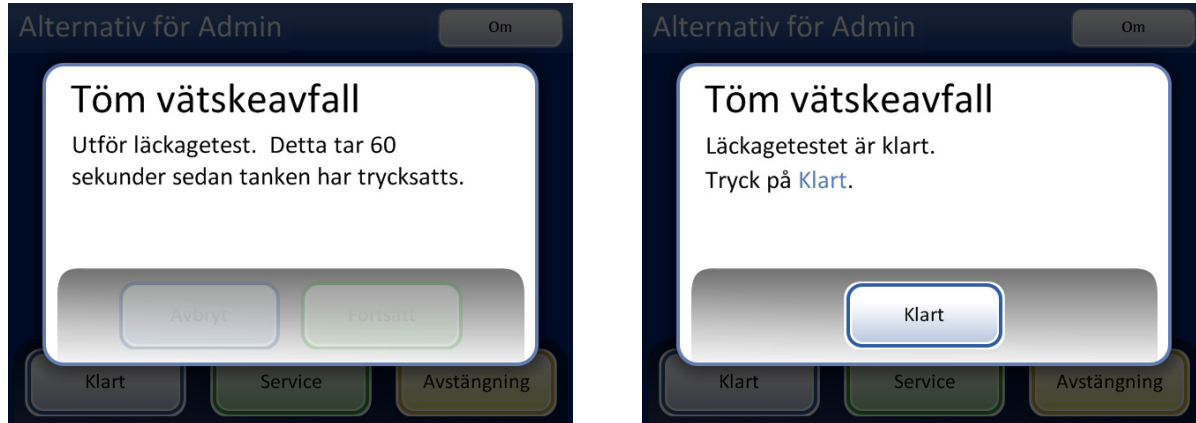 Alternativ för Admin
Om
Töm vätskeavfall
Utför läckagetest. Detta tar 60
sekunder sedan tanken har trycksatts.
Avbryt
Fortsätt
Klart
Service
Avstängning
Alternativ för Admin
Om
Töm vätskeavfall
Läckagetestet är klart.
Tryck på Klart.
Klart
Klart
Service
Avstängning